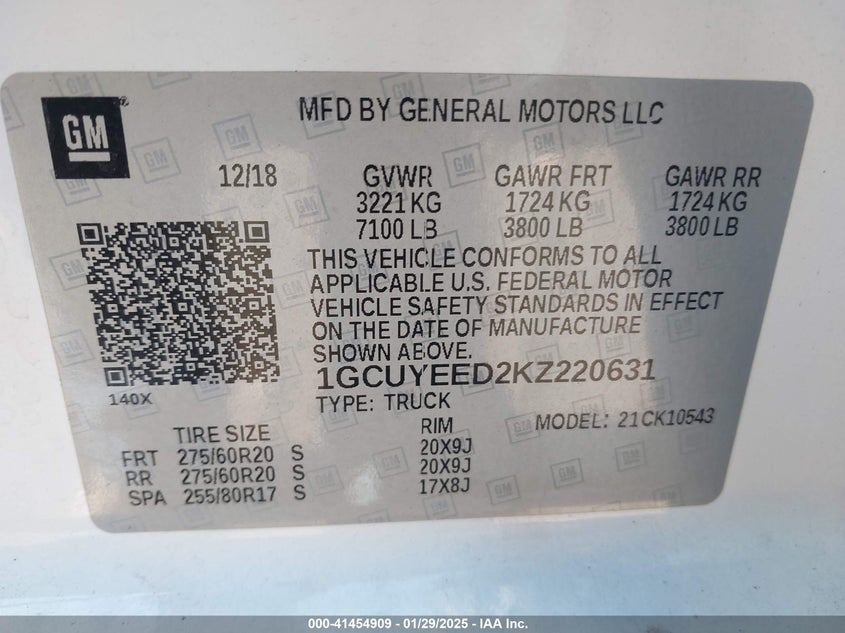 GM
MFD BY GENERAL MOTORS LLC
12/18 GVWR GAWR FRT GAWR RR
3221 KG 1724 KG 1724 KG
7100 LB 3800 LB 3800 LB
THIS VEHICLE CONFORMS TO ALL
APPLICABLE U.S. FEDERAL MOTOR
VEHICLE SAFETY STANDARDS IN EFFECT
ON THE DATE OF MANUFACTURE
SHOWN ABOVE.
1GCUYEED2KZ220631
140X
TYPE: TRUCK MODEL: 21CK10543
TIRE SIZE RIM
FRT 275/60R20 S 20X9J
RR 275/60R20 S 20X9J
SPA 255/80R17 S 17X8J
000-41454909 - 01/29/2025 - IAA Inc.